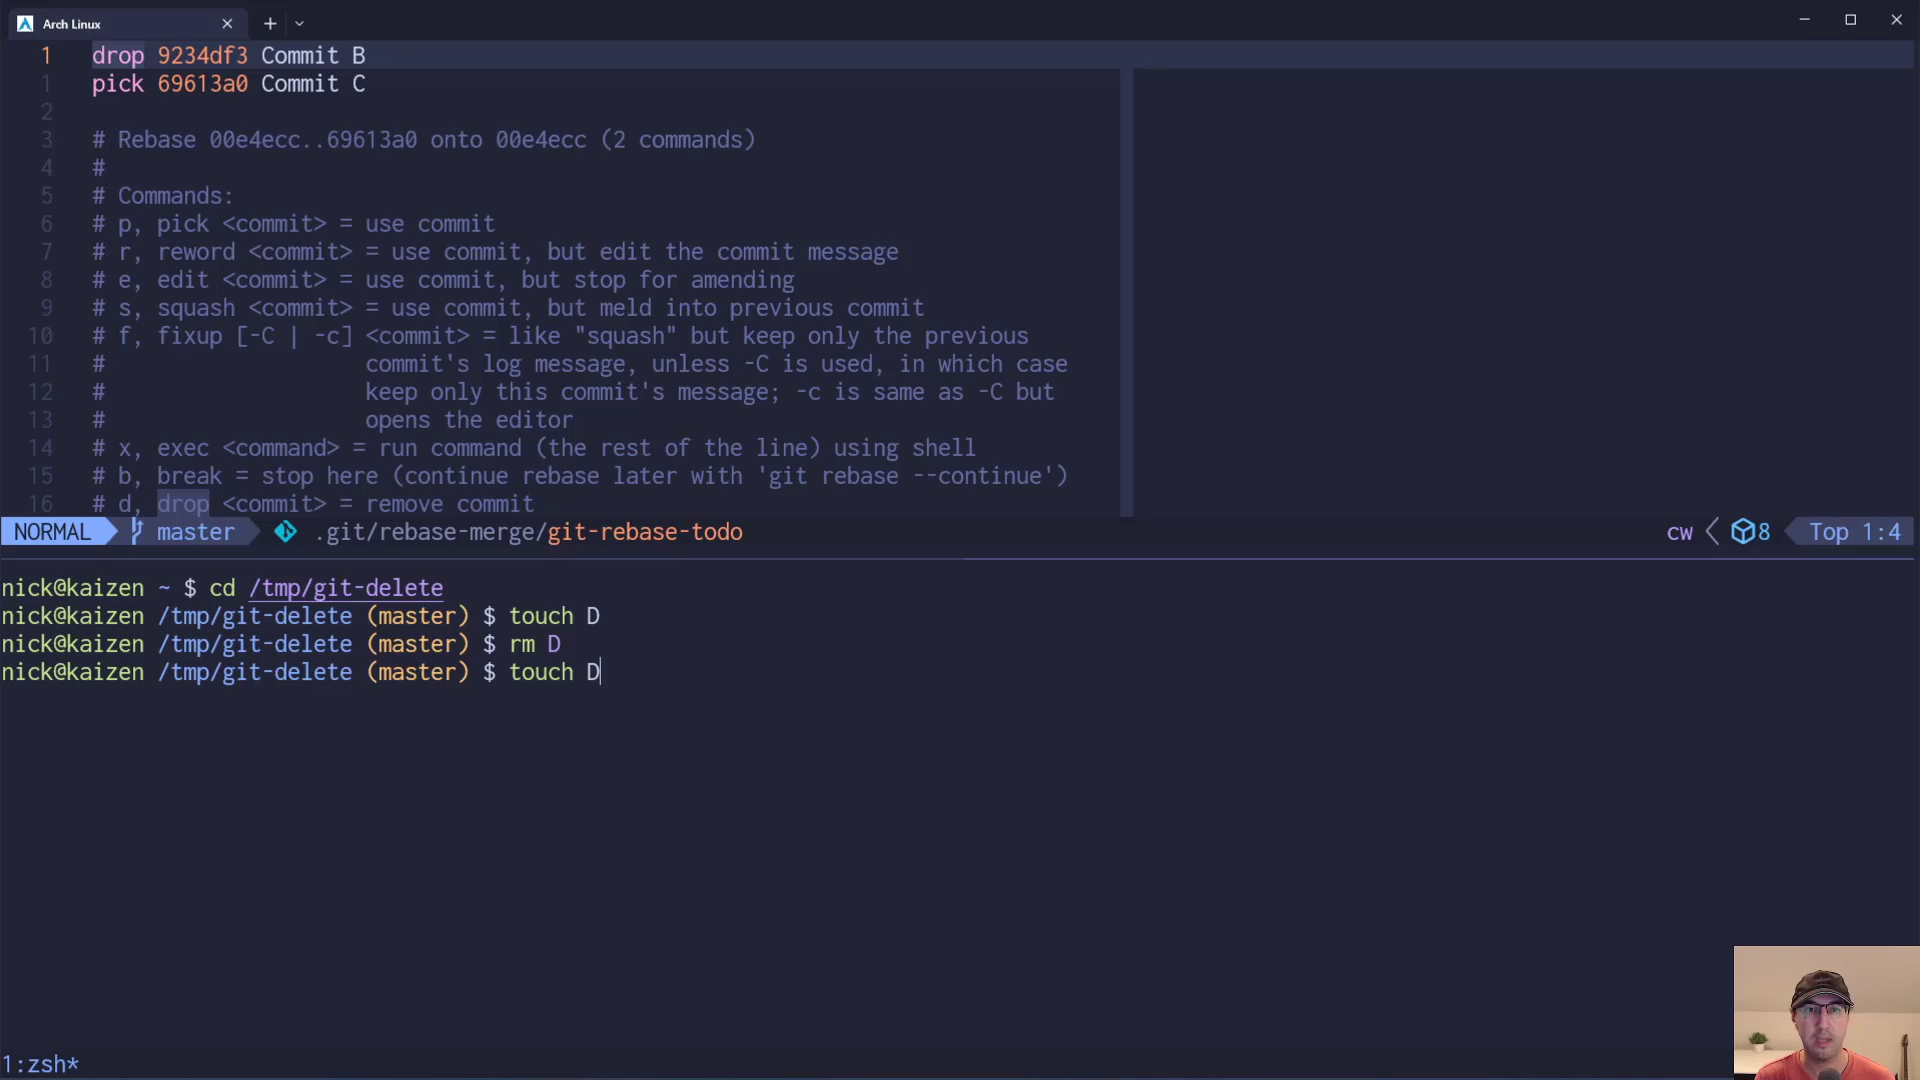 Arch Linux
1 drop 9234df3 Commit B
1 pick 69613a0 Commit C
2
3 # Rebase 00e4ecc..69613a0 onto 00e4ecc (2 commands)
4 #
5 # Commands:
6 # p, pick <commit> = use commit
7 # r, reword <commit> = use commit, but edit the commit message
8 # e, edit <commit> = use commit, but stop for amending
9 # s, squash <commit> = use commit, but meld into previous commit
10 # f, fixup [-C | -c] <commit> = like "squash" but keep only the previous
11 # commit's log message, unless -C is used, in which case
12 # keep only this commit's message; -c is same as -C but
13 # opens the editor
14 # x, exec <command> = run command (the rest of the line) using shell
15 # b, break = stop here (continue rebase later with 'git rebase --continue')
16 # d, drop <commit> = remove commit
NORMAL master .git/rebase-merge/git-rebase-todo cw 8 Top 1:4
nick@kaizen ~ $ cd /tmp/git-delete
nick@kaizen /tmp/git-delete (master) $ touch D
nick@kaizen /tmp/git-delete (master) $ rm D
nick@kaizen /tmp/git-delete (master) $ touch D
1:zsh*